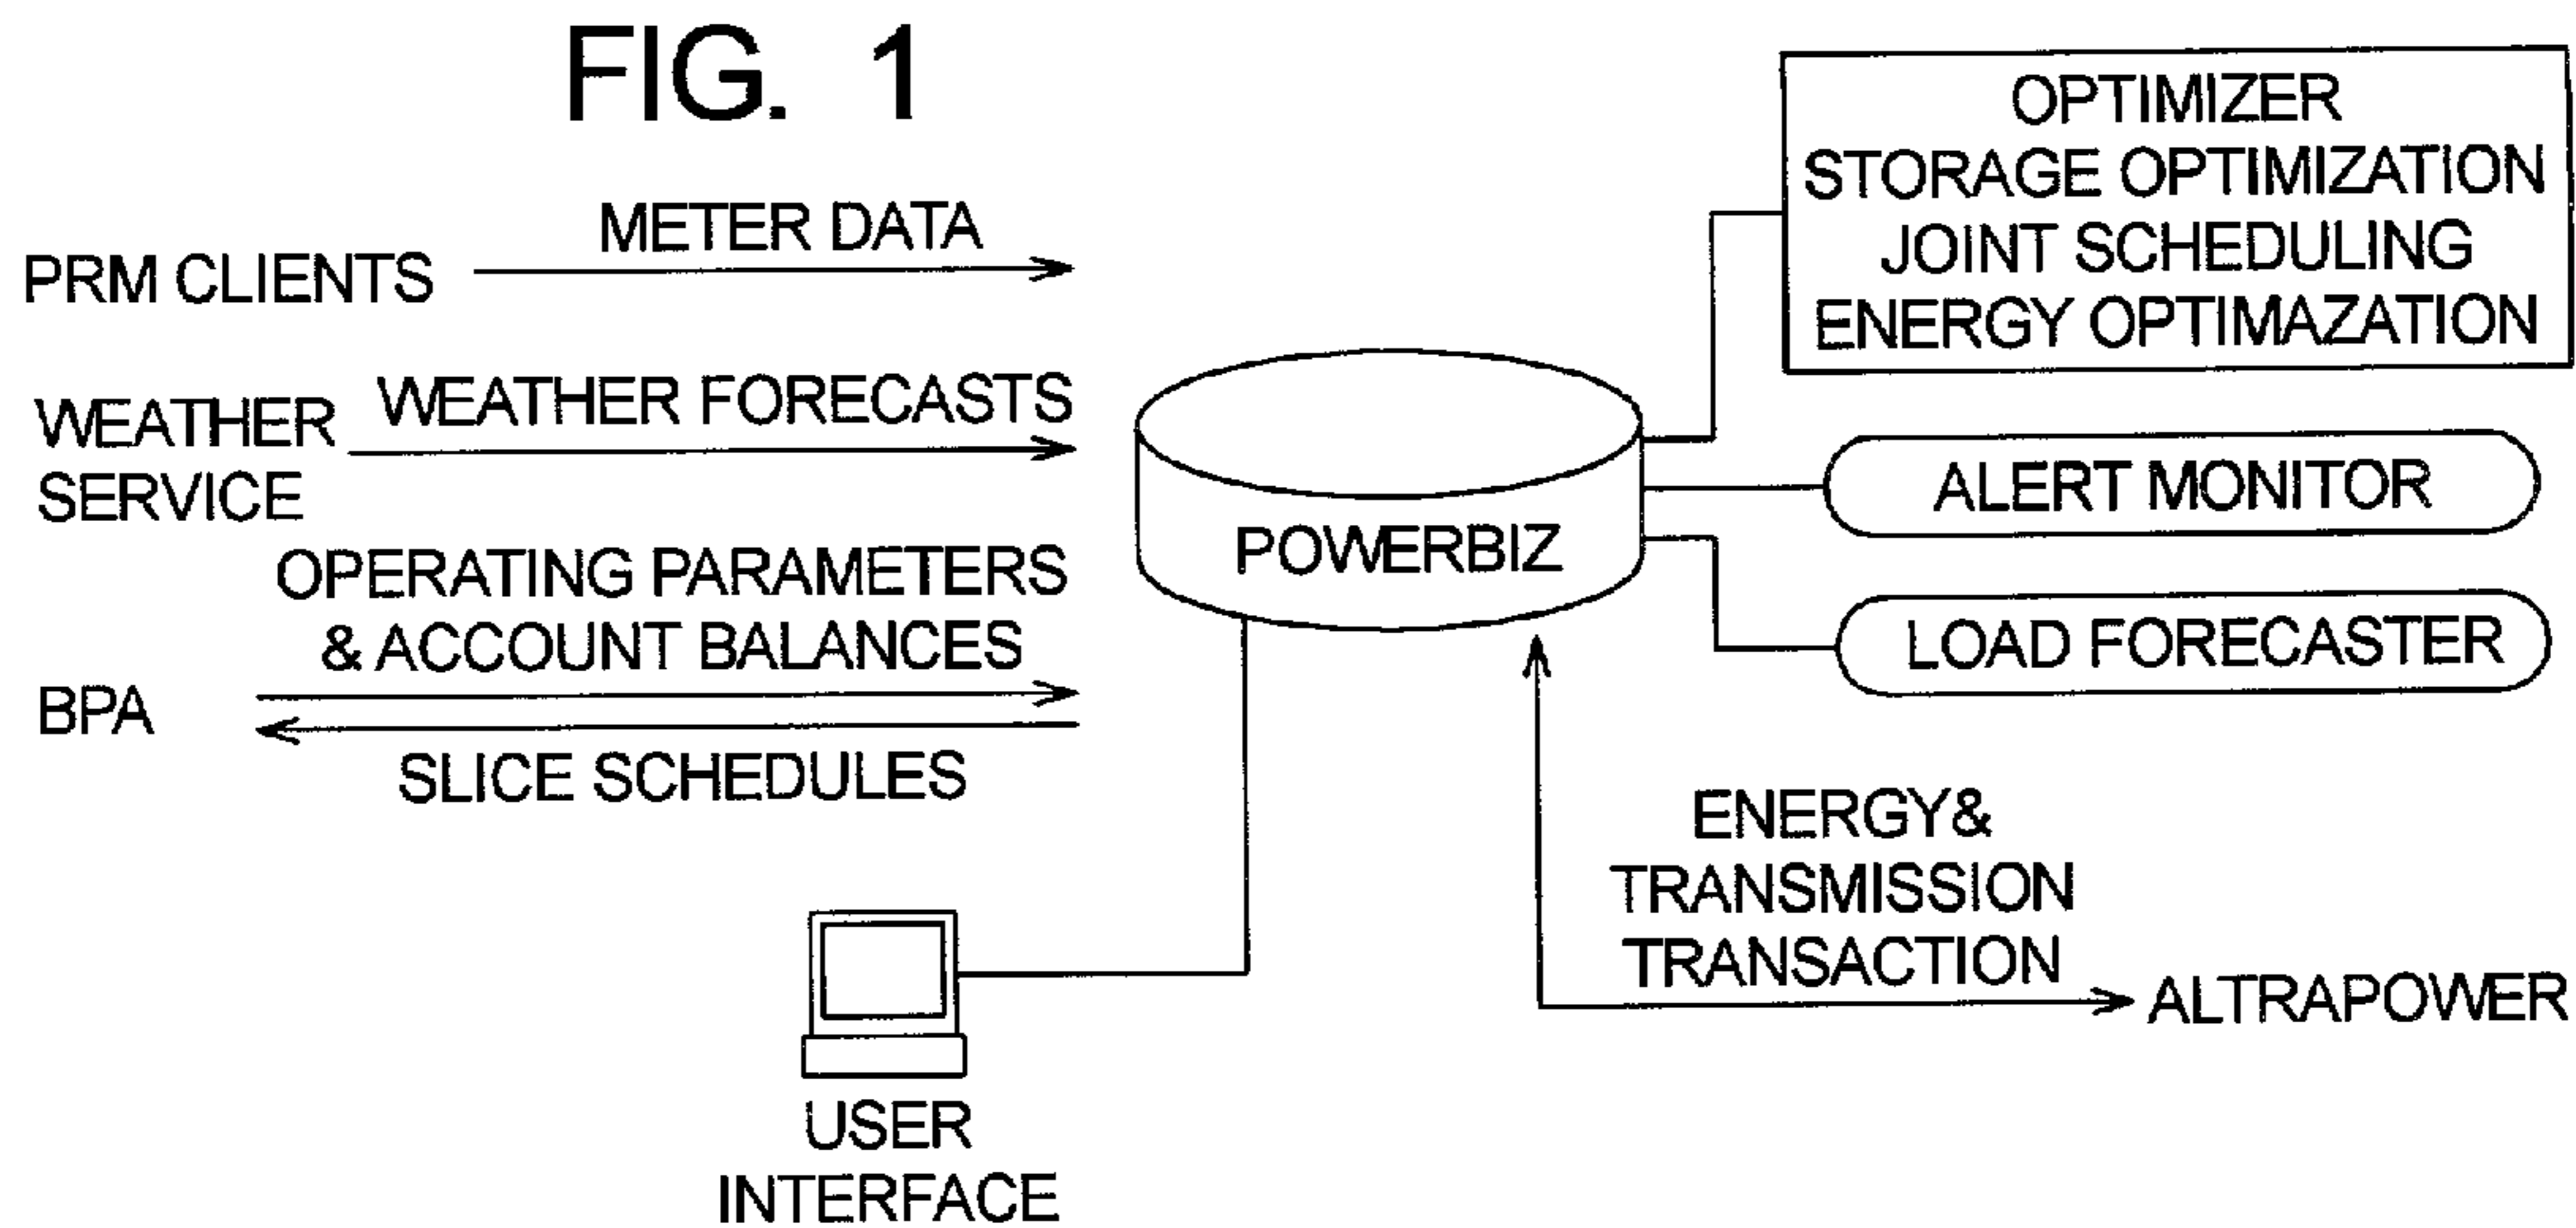 FIG. 1
METER DATA
PRM CLIENTS
WEATHER FORECASTS
WEATHER
SERVICE
OPERATING PARAMETERS
& ACCOUNT BALANCES
BPA
SLICE SCHEDULES
POWERBIZ
OPTIMIZER
STORAGE OPTIMIZATION
JOINT SCHEDULING
ENERGY OPTIMAZATION
ALERT MONITOR
LOAD FORECASTER
ENERGY&
TRANSMISSION
TRANSACTION
ALTRAPOWER
USER
INTERFACE